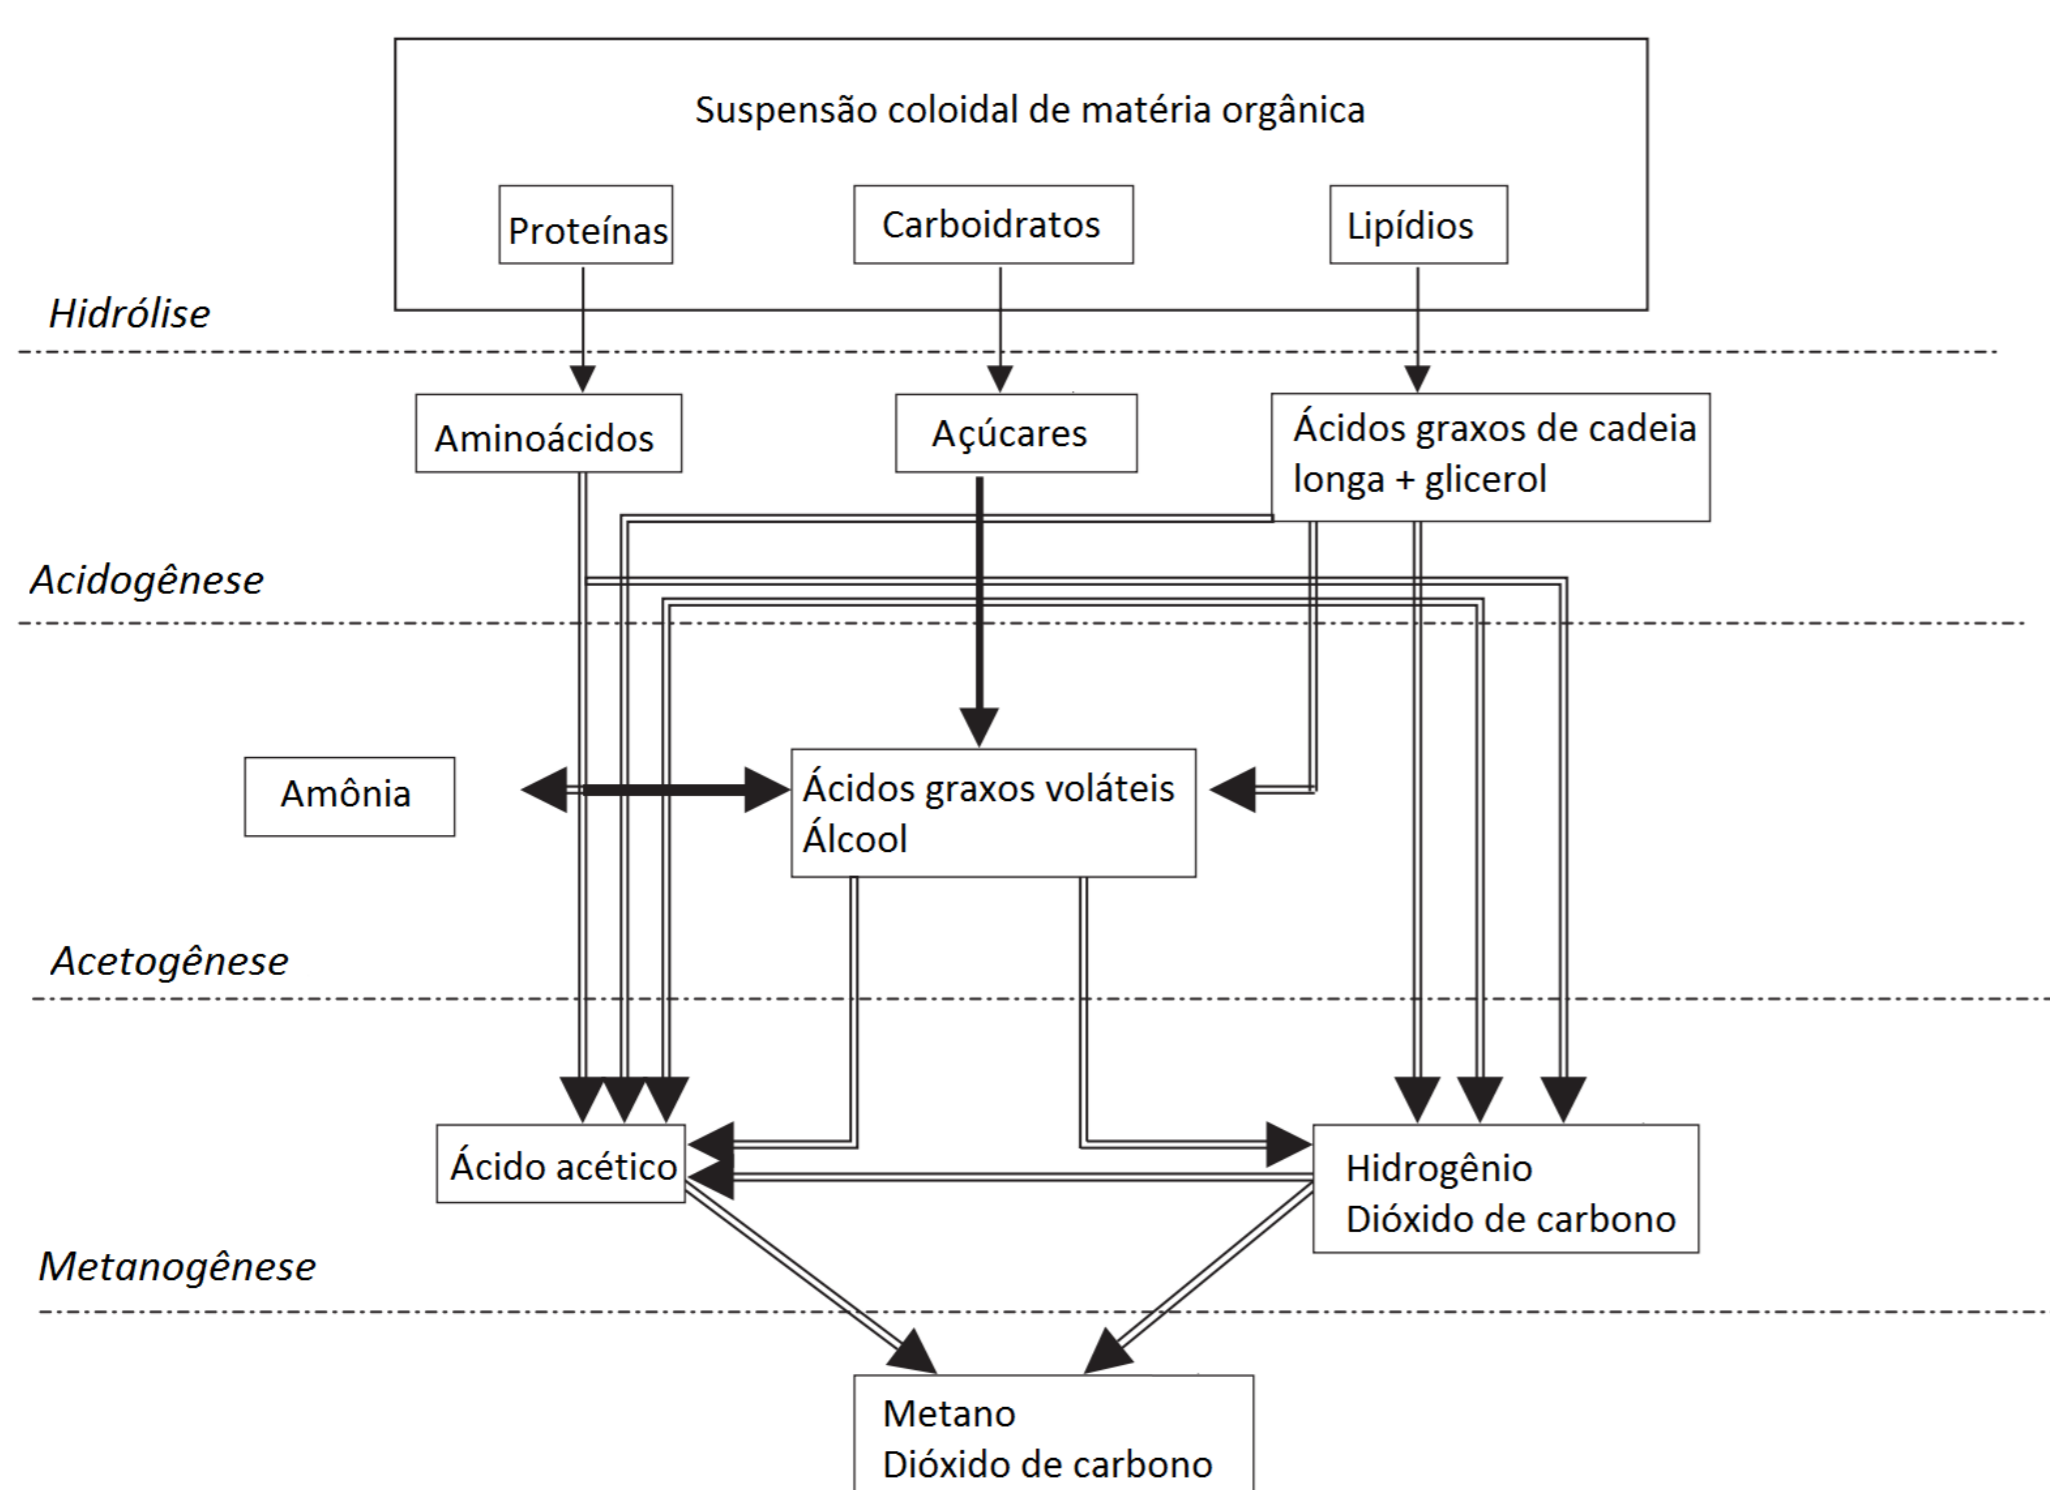 Suspensão coloidal de matéria orgânica
Proteínas
Carboidratos
Lipídios
Hidrólise
Aminoácidos
Açúcares
Ácidos graxos de cadeia
longa + glicerol
Acidogênese
Amônia
Ácidos graxos voláteis
Álcool
Acetogênese
Ácido acético
Hidrogênio
Dióxido de carbono
Metanogênese
Metano
Dióxido de carbono